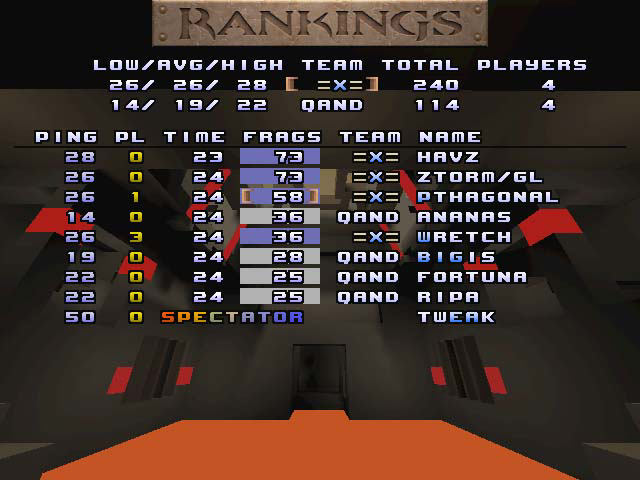 RANKINGS
LOW/AVG/HIGH TEAM TOTAL PLAYERS
26/ 26/ 28 [ =X= ] 240 4
14/ 19/ 22 QAND 114 4
PING PL TIME FRAGS TEAM NAME
28 0 23 73 =X= HAVZ
26 0 24 73 =X= ZTORM/GL
26 1 24 [ 58 ] =X= PTHAGONAL
14 0 24 36 QAND ANANAS
26 3 24 36 =X= WRETCH
19 0 24 28 QAND BIGIS
22 0 24 25 QAND FORTUNA
22 0 24 25 QAND RIPA
50 0 SPECTATOR TWEAK